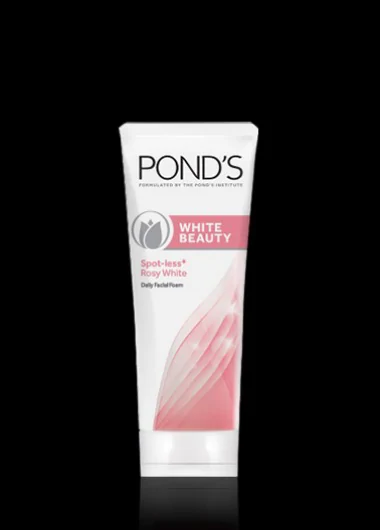 POND'S
FORMULATED BY THE POND'S INSTITUTE
WHITE
BEAUTY
Spot-less+
Rosy White
Daily Facial Foam